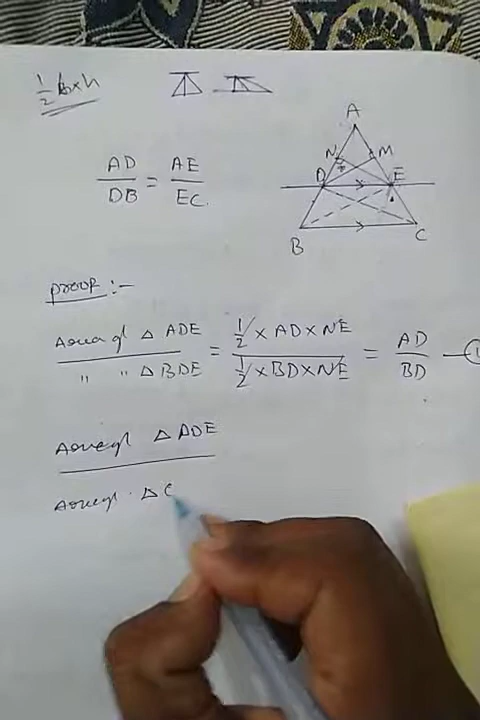 1/2 b×h
A
N
M
D
E
B
C
AD/DB = AE/EC.
Proof :-
Area of △ ADE / " " △ BDE = 1/2 × AD × NE / 1/2 × BD × NE = AD/BD — ①
Area of △ ADE
Area of △ C